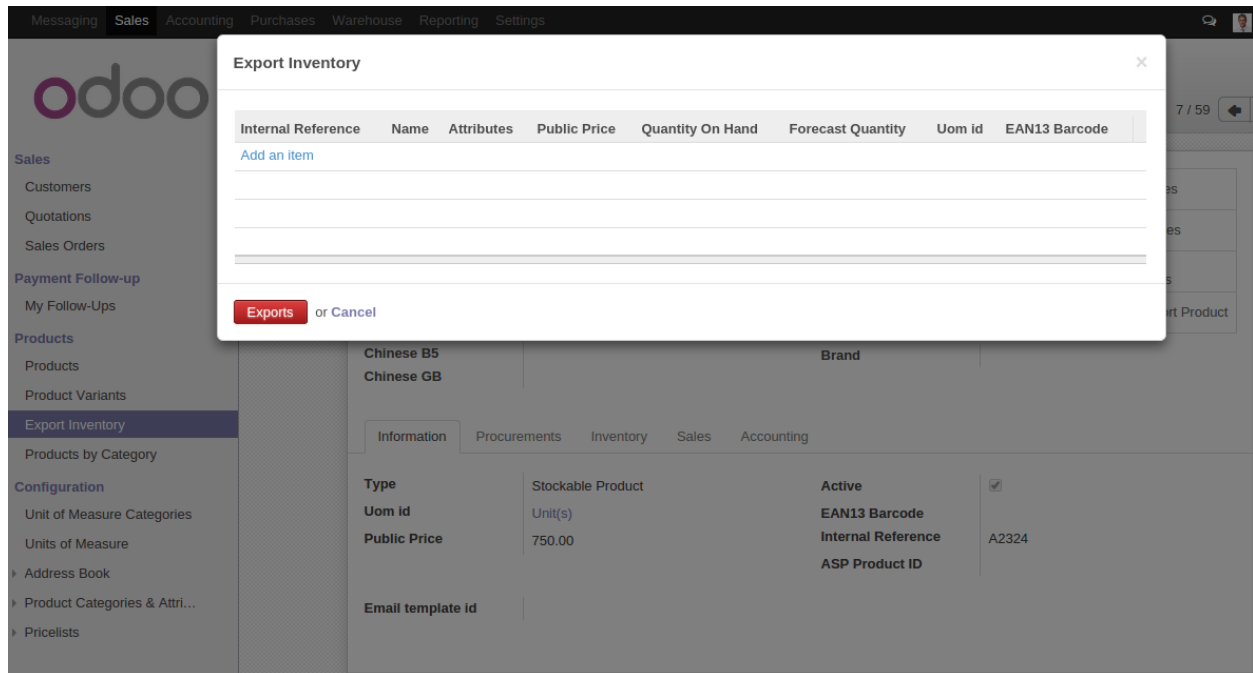 Messaging Sales Accounting Purchases Warehouse Reporting Settings
odoo
Export Inventory ×
7 / 59
Internal Reference Name Attributes Public Price Quantity On Hand Forecast Quantity Uom id EAN13 Barcode
Add an item
Exports or Cancel
Sales
Customers
Quotations
Sales Orders
Payment Follow-up
My Follow-Ups
Products
Products
Product Variants
Export Inventory
Products by Category
Configuration
Unit of Measure Categories
Units of Measure
Address Book
Product Categories & Attri...
Pricelists
es
es
s
rt Product
Chinese B5
Chinese GB
Brand
Information Procurements Inventory Sales Accounting
Type Stockable Product
Uom id Unit(s)
Public Price 750.00
Active
EAN13 Barcode
Internal Reference A2324
ASP Product ID
Email template id